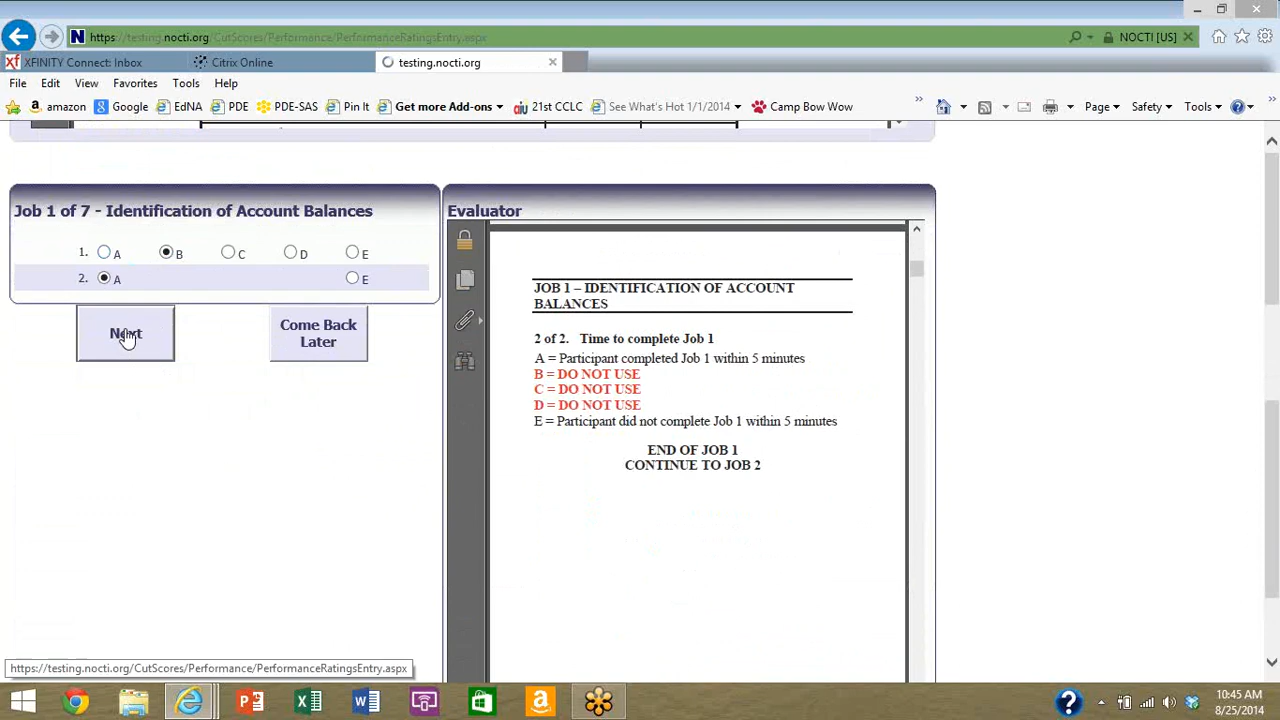 https://testing.nocti.org/CutScores/Performance/PerformanceRatingsEntry.aspx
NOCTI [US]
XFINITY Connect: Inbox
Citrix Online
testing.nocti.org
File Edit View Favorites Tools Help
amazon Google EdNA PDE PDE-SAS Pin It Get more Add-ons 21st CCLC See What's Hot 1/1/2014 Camp Bow Wow » Page Safety Tools »
Job 1 of 7 - Identification of Account Balances
1. A B C D E
2. A E
Next
Come Back
Later
Evaluator
JOB 1 – IDENTIFICATION OF ACCOUNT
BALANCES
2 of 2. Time to complete Job 1
A = Participant completed Job 1 within 5 minutes
B = DO NOT USE
C = DO NOT USE
D = DO NOT USE
E = Participant did not complete Job 1 within 5 minutes
END OF JOB 1
CONTINUE TO JOB 2
https://testing.nocti.org/CutScores/Performance/PerformanceRatingsEntry.aspx
10:45 AM
8/25/2014